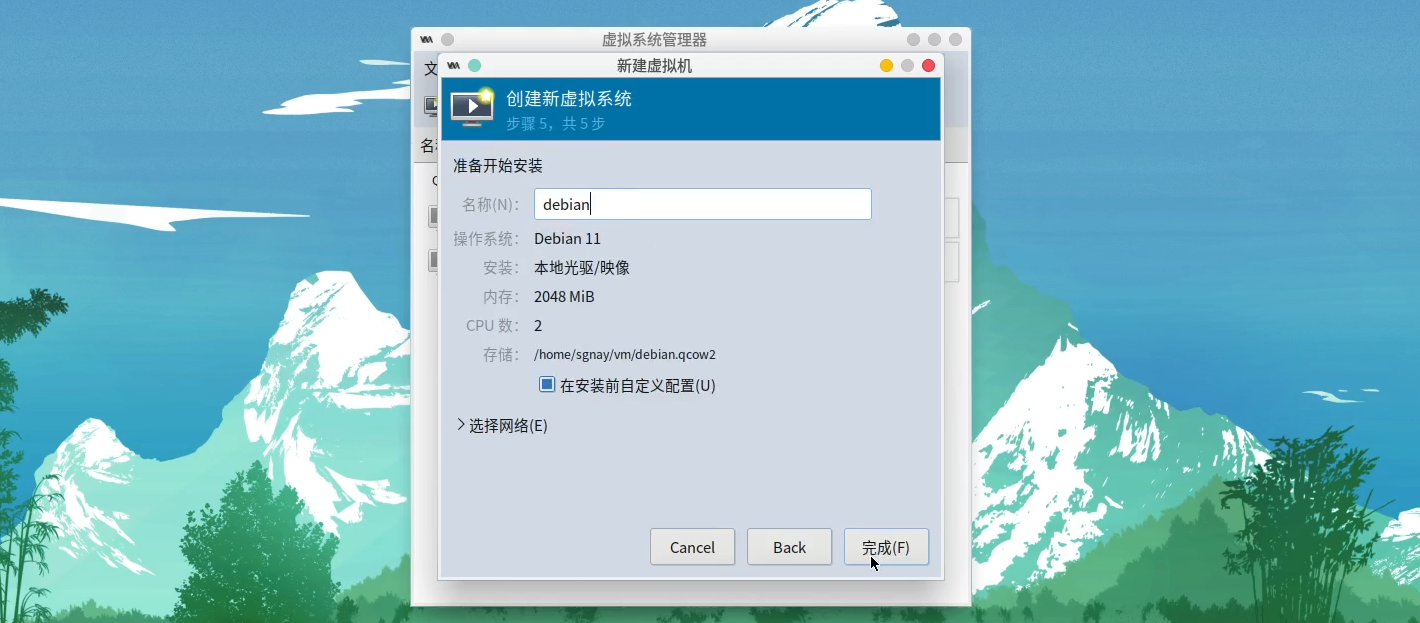 虚拟系统管理器
新建虚拟机
创建新虚拟系统
步骤 5，共 5 步
准备开始安装
名称(N)： debian
操作系统： Debian 11
安装： 本地光驱/映像
内存： 2048 MiB
CPU 数： 2
存储： /home/sgnay/vm/debian.qcow2
在安装前自定义配置(U)
选择网络(E)
Cancel Back 完成(F)